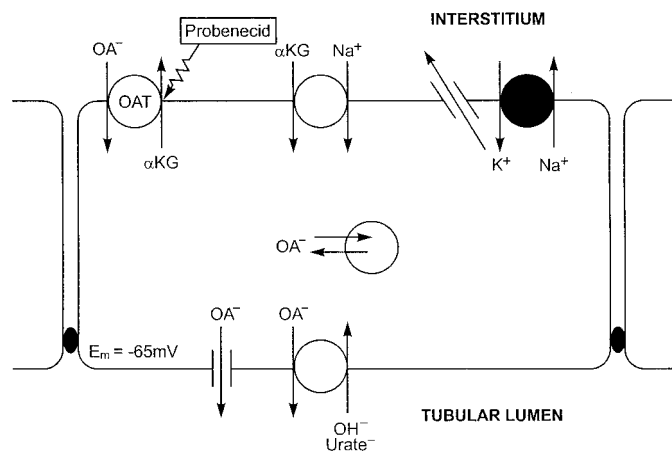 INTERSTITIUM
Probenecid
OA⁻
αKG
Na⁺
OAT
αKG
K⁺
Na⁺
OA⁻
OA⁻
OA⁻
Eₘ = -65mV
OH⁻
Urate⁻
TUBULAR LUMEN